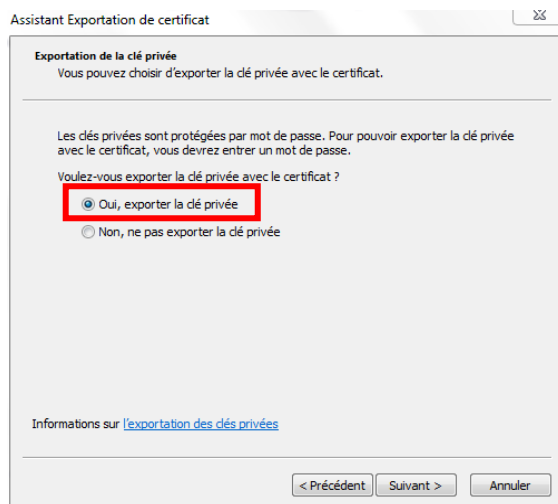 Assistant Exportation de certificat
Exportation de la clé privée
Vous pouvez choisir d'exporter la clé privée avec le certificat.
Les clés privées sont protégées par mot de passe. Pour pouvoir exporter la clé privée
avec le certificat, vous devrez entrer un mot de passe.
Voulez-vous exporter la clé privée avec le certificat ?
Oui, exporter la clé privée
Non, ne pas exporter la clé privée
Informations sur l'exportation des clés privées
< Précédent Suivant > Annuler